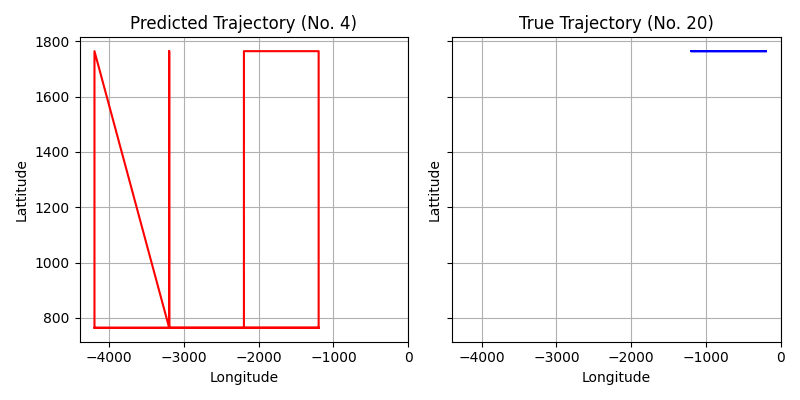 Predicted Trajectory (No. 4)
True Trajectory (No. 20)
1800
1600
1400
1200
1000
800
Lattitude
Lattitude
−4000 −3000 −2000 −1000 0
−4000 −3000 −2000 −1000 0
Longitude
Longitude